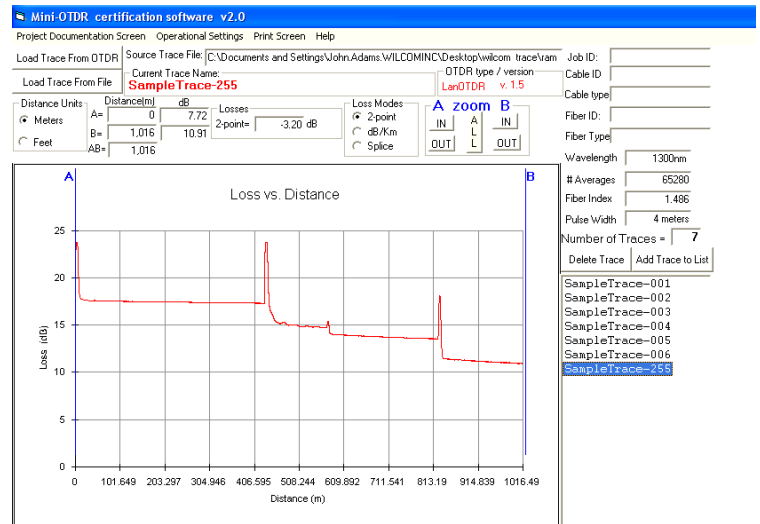 Mini-OTDR certification software v2.0
Project Documentation Screen Operational Settings Print Screen Help
Load Trace From OTDR
Source Trace File: C:\Documents and Settings\John.Adams.WILCOMINC\Desktop\wilcom trace\ram
Job ID:
Load Trace From File
Current Trace Name:
SampleTrace-255
OTDR type / version
LanOTDR v. 1.5
Cable ID
Cable type
Distance Units
Meters
Feet
Distance[m] dB
A= 0 7.72
B= 1,016 10.91
AB= 1,016
Losses
2-point= -3.20 dB
Loss Modes
2-point
dB/Km
Splice
A zoom B
IN
OUT
ALL
IN
OUT
Fiber ID:
Fiber Type
Wavelength 1300nm
# Averages 65280
Fiber Index 1.486
Pulse Width 4 meters
Number of Traces = 7
Delete Trace Add Trace to List
SampleTrace-001
SampleTrace-002
SampleTrace-003
SampleTrace-004
SampleTrace-005
SampleTrace-006
SampleTrace-255
A B
Loss vs. Distance
Loss (dB)
25
20
15
10
5
0
0 101.649 203.297 304.946 406.595 508.244 609.892 711.541 813.19 914.839 1016.49
Distance (m)